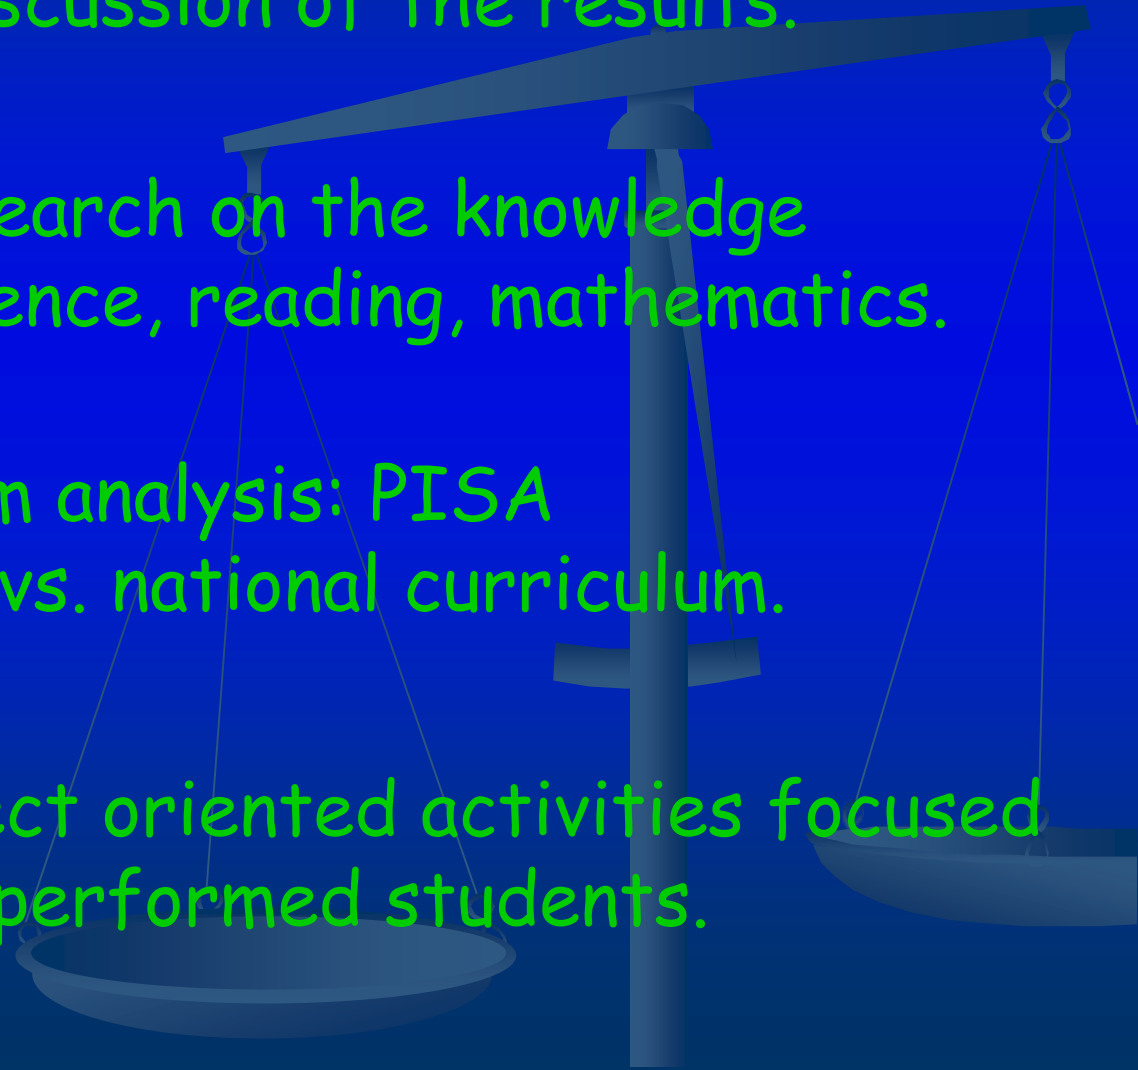 scussion of the results.
earch on the knowledge
ence, reading, mathematics.
m analysis: PISA
vs. national curriculum.
ect oriented activities focused
performed students.